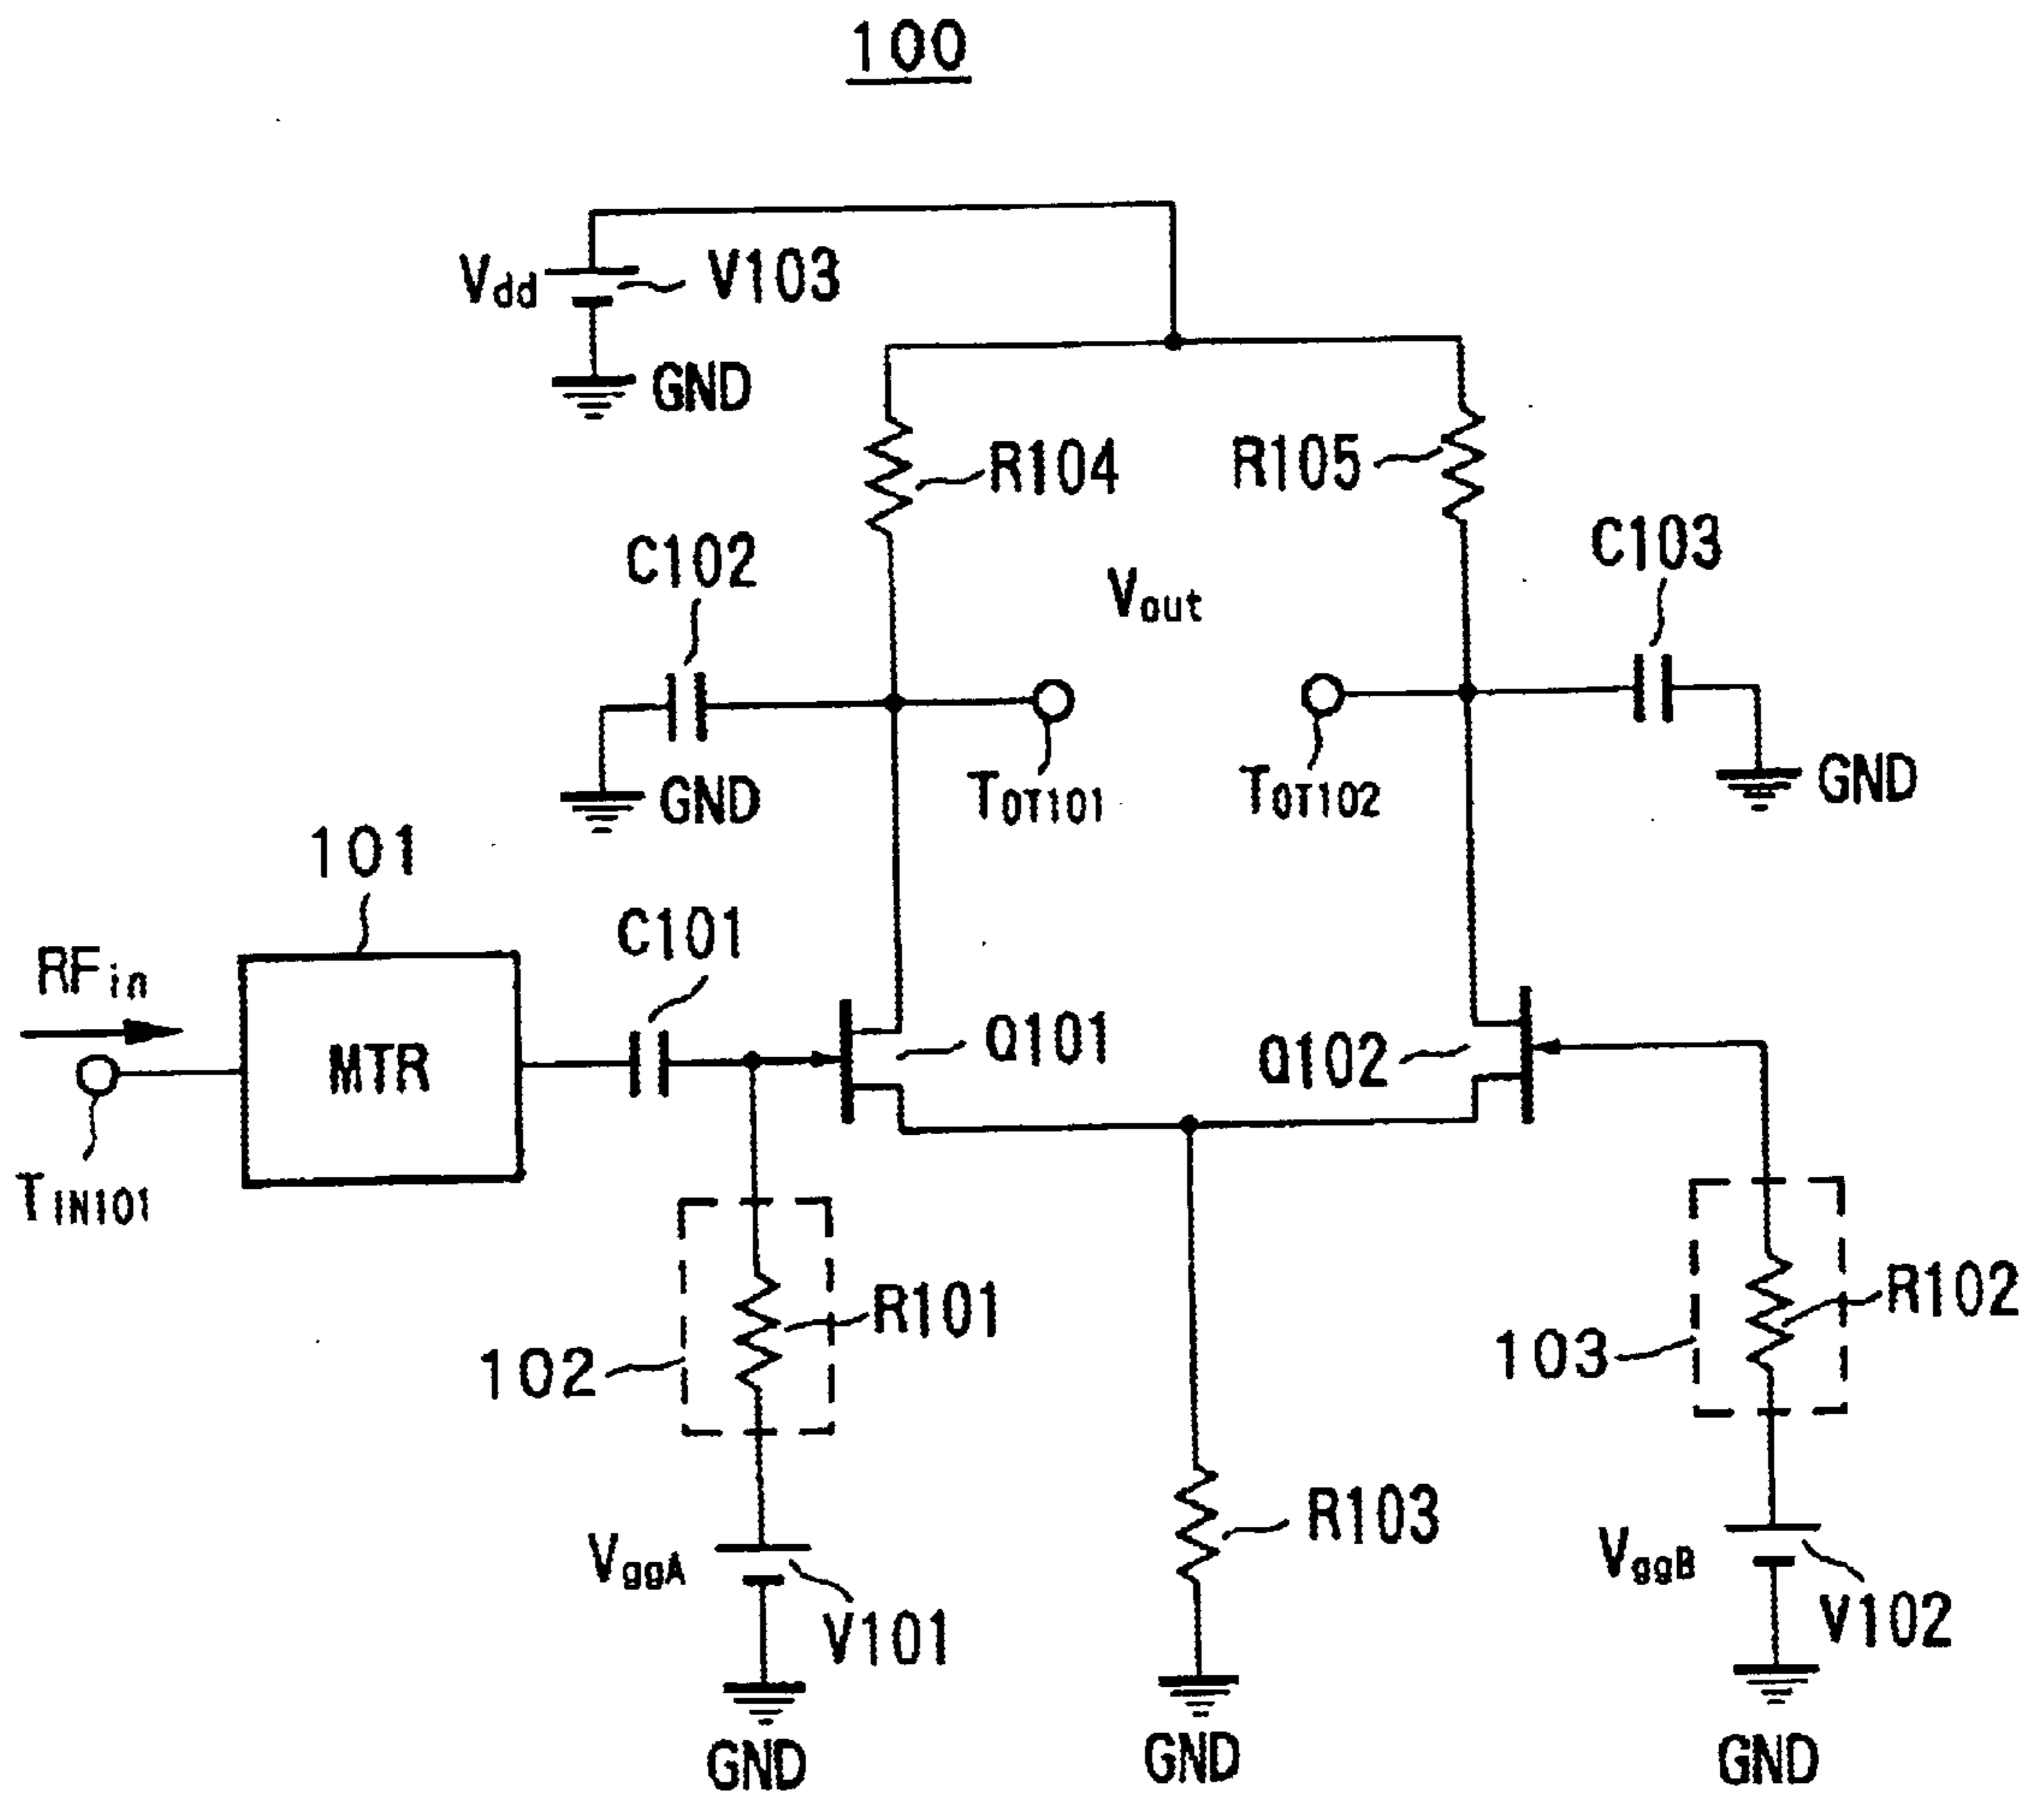 100
Vdd
V103
GND
R104
R105
C102
C103
Vout
GND
TOT101
TOT102
GND
101
C101
RFin
MTR
Q101
Q102
TIN101
R101
R102
102
103
R103
VggA
VggB
V101
V102
GND
GND
GND